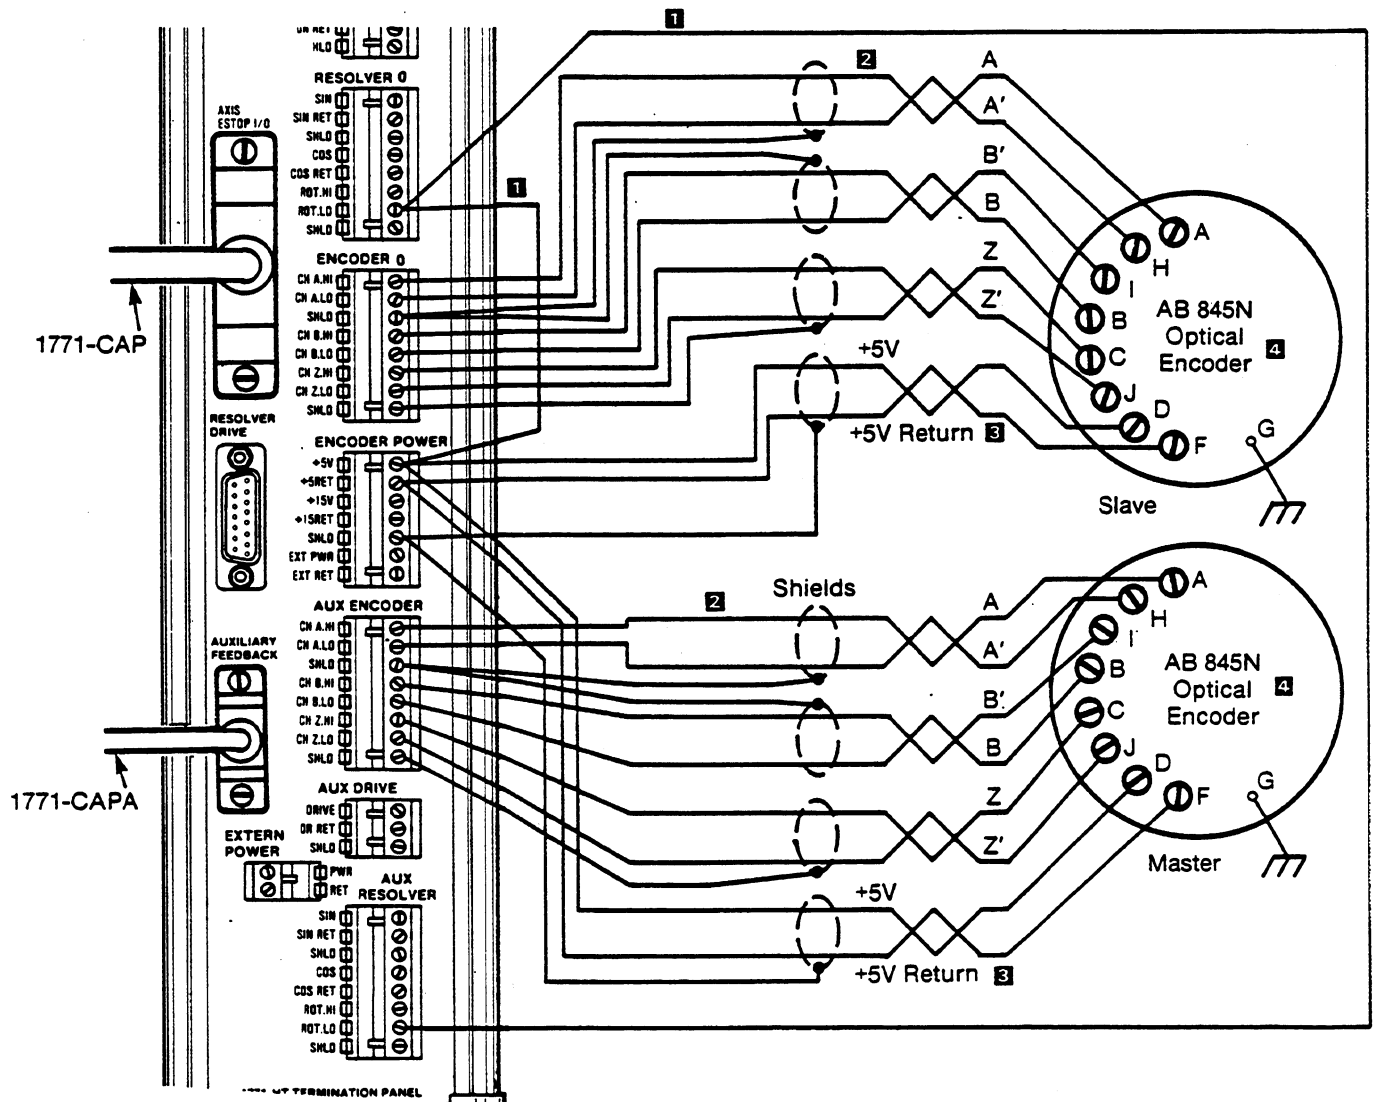 1
RESOLVER 0
SIN
SIN RET
SHLD
COS
COS RET
ROT.HI
ROT.LO
SHLD
AXIS
ESTOP I/O
1
2
A
A'
B'
B
Z
Z'
+5V
+5V Return 3
1771-CAP
ENCODER 0
CH A.HI
CH A.LO
SHLD
CH B.HI
CH B.LO
CH Z.HI
CH Z.LO
SHLD
A
H
I
B
C
J
D
F
G
AB 845N
Optical
Encoder 4
Slave
RESOLVER
DRIVE
ENCODER POWER
+5V
+5RET
+15V
+15RET
SHLD
EXT PWR
EXT RET
AUX ENCODER
CH A.HI
CH A.LO
SHLD
CH B.HI
CH B.LO
CH Z.HI
CH Z.LO
SHLD
AUXILIARY
FEEDBACK
1771-CAPA
2
Shields
A
A'
B'
B
Z
Z'
+5V
+5V Return 3
A
H
I
B
C
J
D
F
G
AB 845N
Optical
Encoder 4
Master
AUX DRIVE
DRIVE
DR RET
SHLD
EXTERN
POWER
PWR
RET
AUX
RESOLVER
SIN
SIN RET
SHLD
COS
COS RET
ROT.HI
ROT.LO
SHLD
TERMINATION PANEL